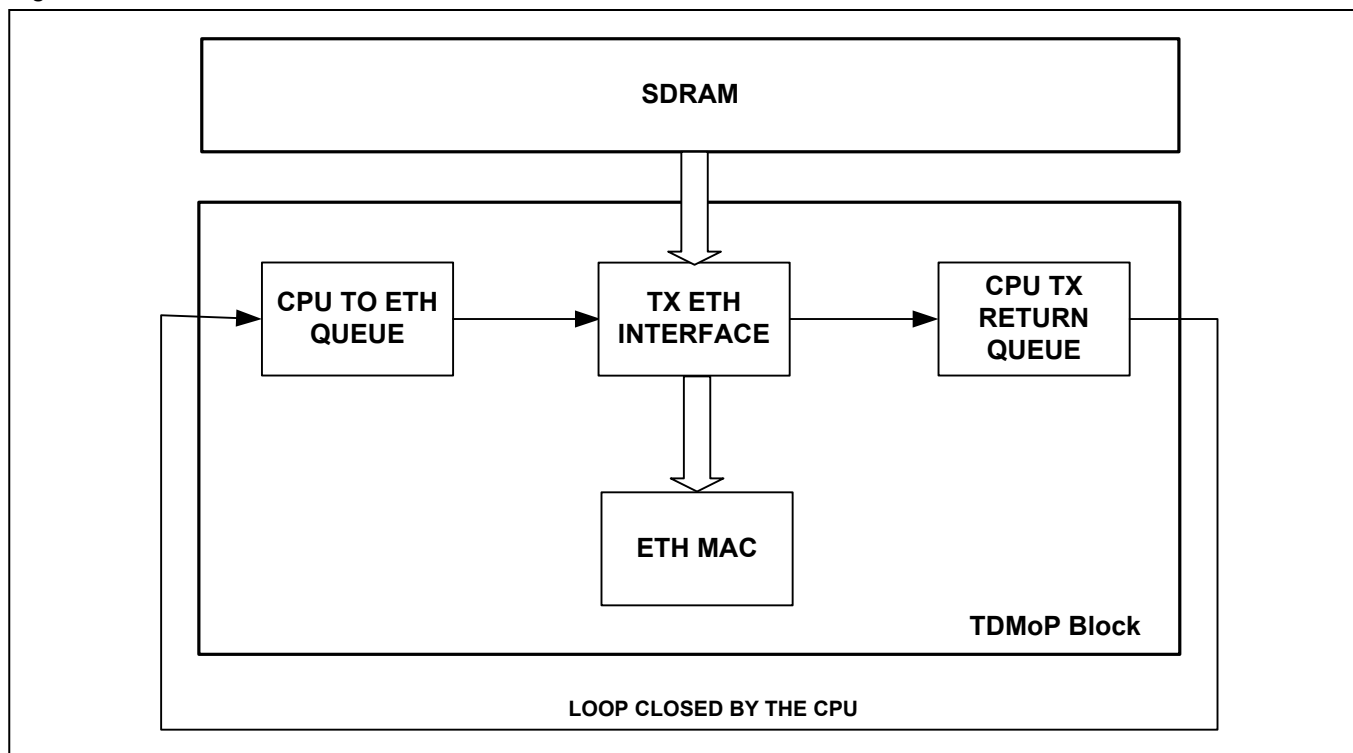 SDRAM
CPU TO ETH
QUEUE
TX ETH
INTERFACE
CPU TX
RETURN
QUEUE
ETH MAC
TDMoP Block
LOOP CLOSED BY THE CPU